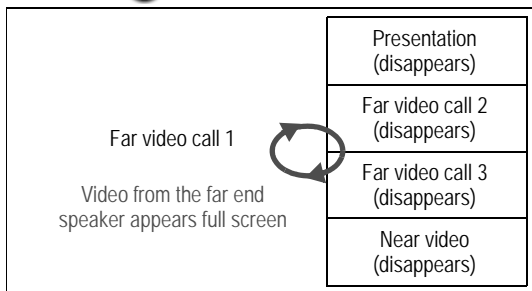 Far video call 1
Video from the far end
speaker appears full screen
Presentation
(disappears)
Far video call 2
(disappears)
Far video call 3
(disappears)
Near video
(disappears)